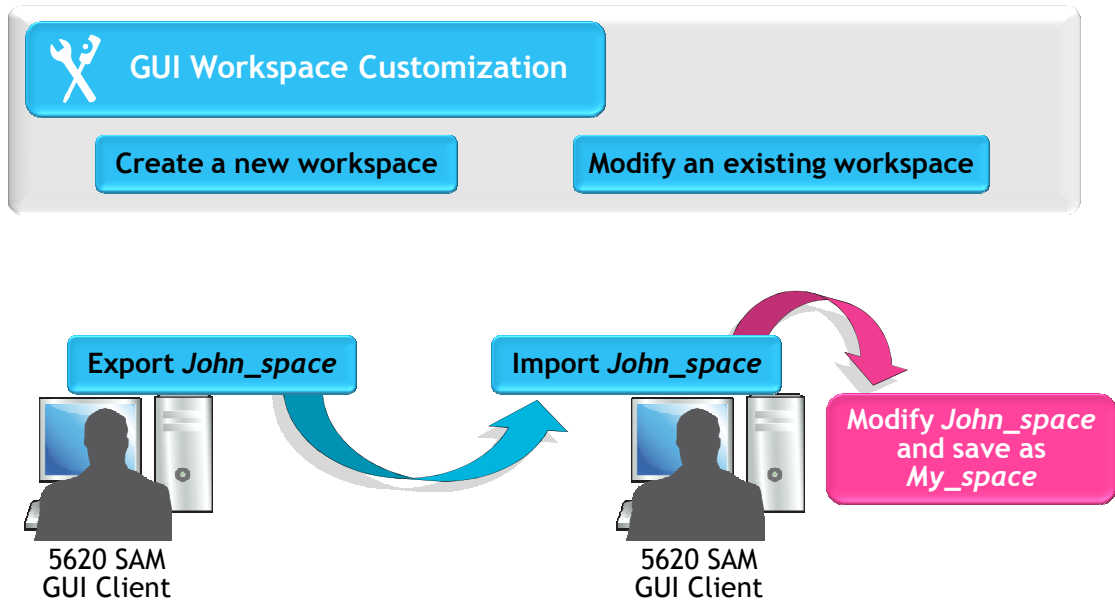 GUI Workspace Customization
Create a new workspace
Modify an existing workspace
Export John_space
Import John_space
Modify John_space
and save as
My_space
5620 SAM
GUI Client
5620 SAM
GUI Client